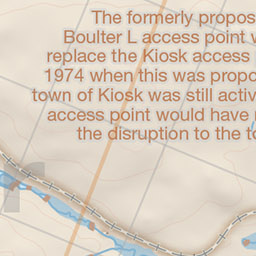 The formerly propos
Boulter L access point w
replace the Kiosk access
1974 when this was propo
town of Kiosk was still activ
access point would have
the disruption to the to